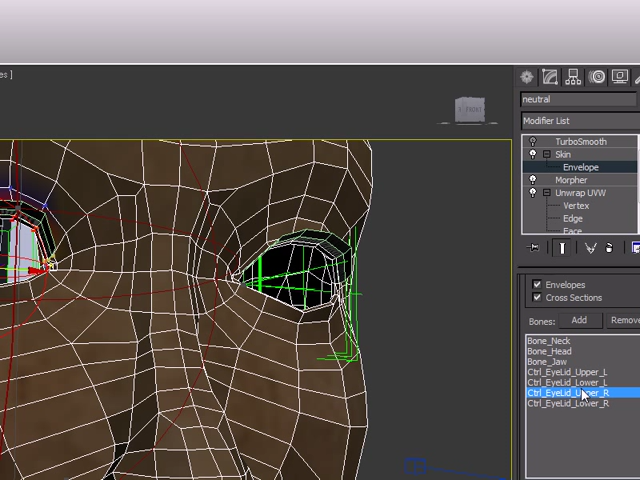 es ]
neutral
Modifier List
TurboSmooth
Skin
Envelope
Morpher
Unwrap UVW
Vertex
Edge
Face
Envelopes
Cross Sections
Bones: Add Remove
Bone_Neck
Bone_Head
Bone_Jaw
Ctrl_EyeLid_Upper_L
Ctrl_EyeLid_Lower_L
Ctrl_EyeLid_Upper_R
Ctrl_EyeLid_Lower_R